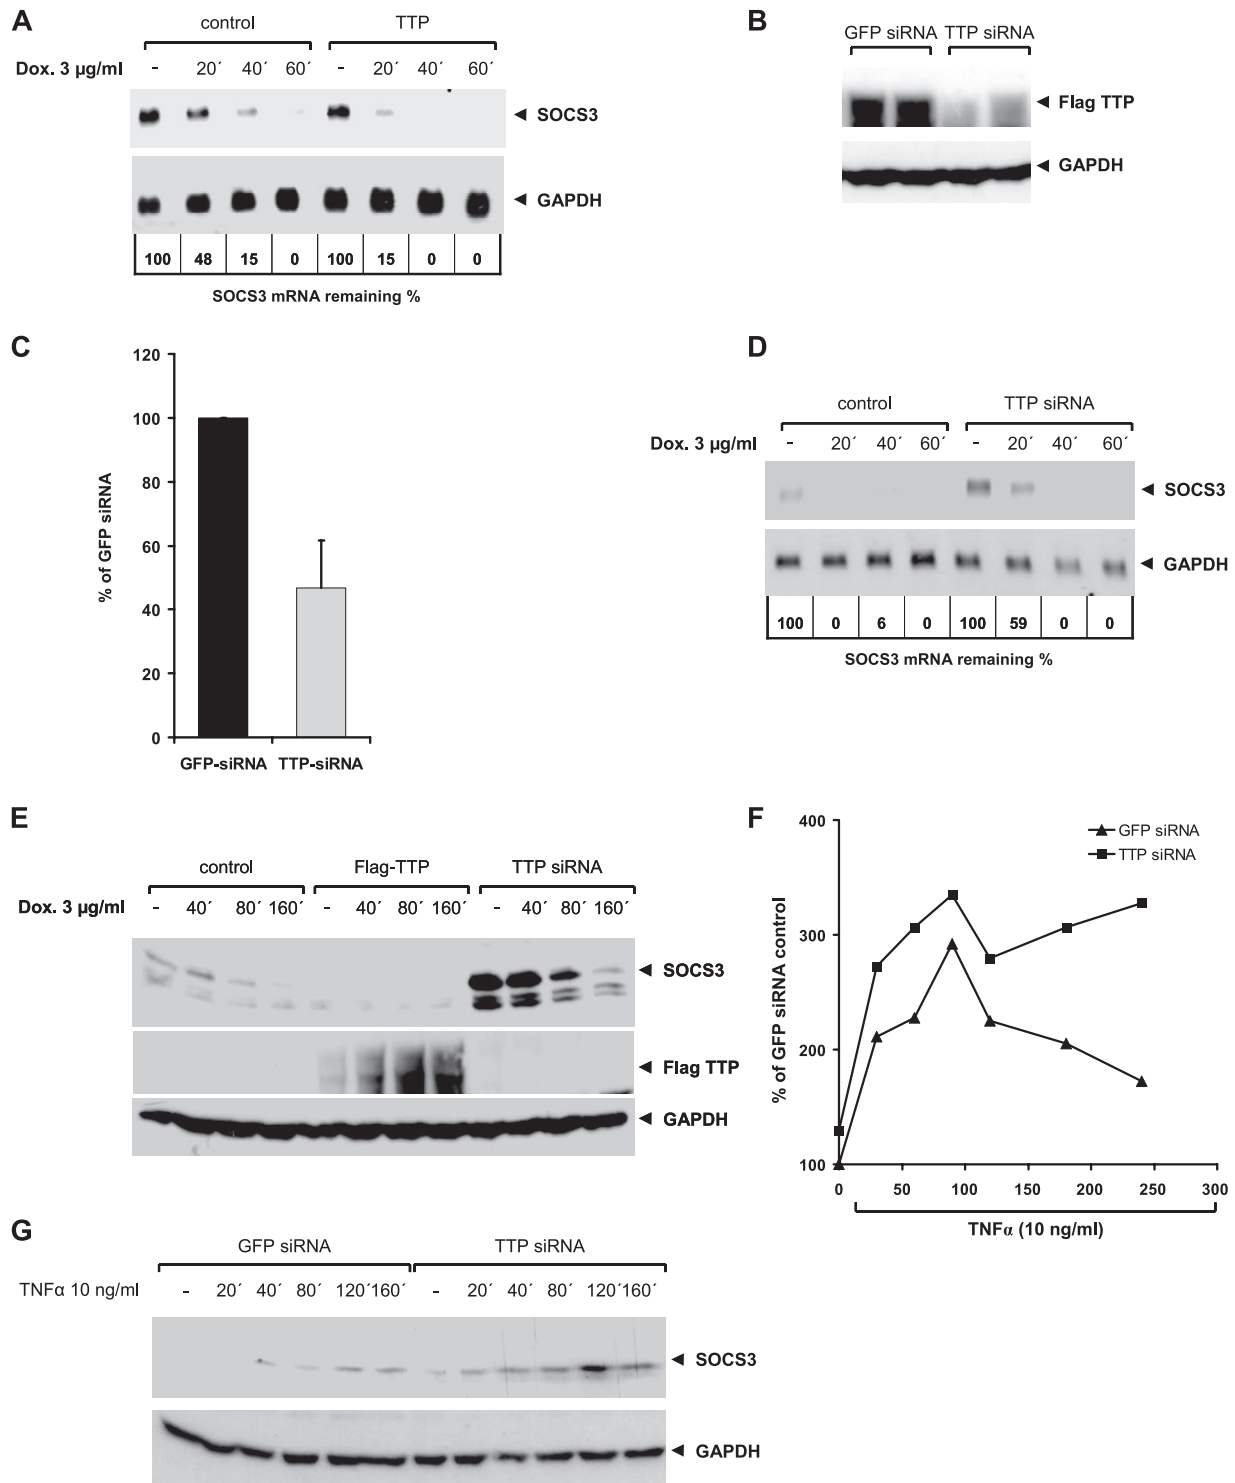 A
control TTP
Dox. 3 µg/ml - 20´ 40´ 60´ - 20´ 40´ 60´
SOCS3
GAPDH
100 48 15 0 100 15 0 0
SOCS3 mRNA remaining %
B
GFP siRNA TTP siRNA
Flag TTP
GAPDH
C
120
100
80
60
40
20
0
% of GFP siRNA
GFP-siRNA TTP-siRNA
D
control TTP siRNA
Dox. 3 µg/ml - 20´ 40´ 60´ - 20´ 40´ 60´
SOCS3
GAPDH
100 0 6 0 100 59 0 0
SOCS3 mRNA remaining %
E
control Flag-TTP TTP siRNA
Dox. 3 µg/ml - 40´ 80´ 160´ - 40´ 80´ 160´ - 40´ 80´ 160´
SOCS3
Flag TTP
GAPDH
F
400
300
200
100
% of GFP siRNA control
GFP siRNA
TTP siRNA
0 50 100 150 200 250 300
TNFα (10 ng/ml)
G
GFP siRNA TTP siRNA
TNFα 10 ng/ml - 20´ 40´ 80´ 120´ 160´ - 20´ 40´ 80´ 120´ 160´
SOCS3
GAPDH